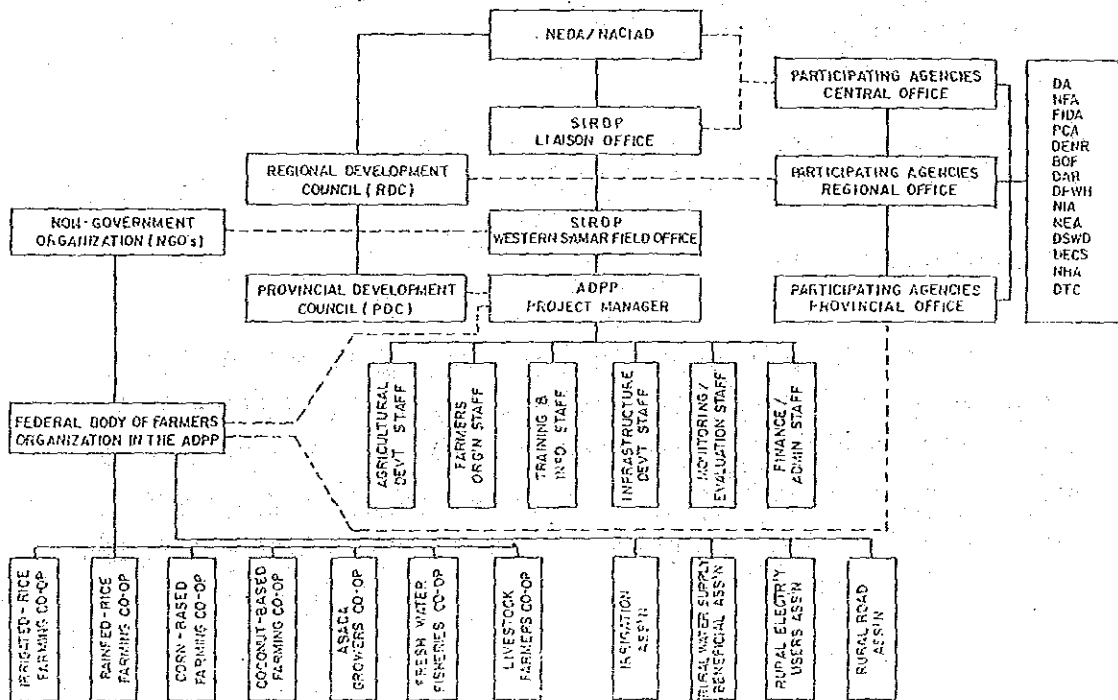 NEDA/NACIAD
PARTICIPATING AGENCIES
CENTRAL OFFICE
SIRDP
LIAISON OFFICE
REGIONAL DEVELOPMENT
COUNCIL (RDC)
PARTICIPATING AGENCIES
REGIONAL OFFICE
NON-GOVERNMENT
ORGANIZATION (NGO's)
SIRDP
WESTERN SAMAR FIELD OFFICE
PROVINCIAL DEVELOPMENT
COUNCIL (PDC)
ADPP
PROJECT MANAGER
PARTICIPATING AGENCIES
PROVINCIAL OFFICE
DA
NFA
FIDA
PCA
DENR
BOF
DAR
DPWH
NIA
NEA
DSWD
DECS
NHA
DTC
FEDERAL BODY OF FARMERS
ORGANIZATION IN THE ADPP
AGRICULTURAL
DEV'T STAFF
FARMERS
ORG'N STAFF
TRAINING &
INFO. STAFF
INFRASTRUCTURE
DEV'T STAFF
MONITORING/
EVALUATION STAFF
FINANCE/
ADMIN STAFF
IRRIGATED-RICE
FARMING CO-OP
RAINFED-RICE
FARMING CO-OP
CORN-BASED
FARMING CO-OP
COCONUT-BASED
FARMING CO-OP
ABACA
GROWERS CO-OP
FRESH WATER
FISHERIES CO-OP
LIVESTOCK
FARMERS CO-OP
IRRIGATION
ASS'N
RURAL WATER SUPPLY
BENEFICIAL ASS'N
RURAL ELECTRI'Y
USERS ASS'N
RURAL ROAD
ASS'N